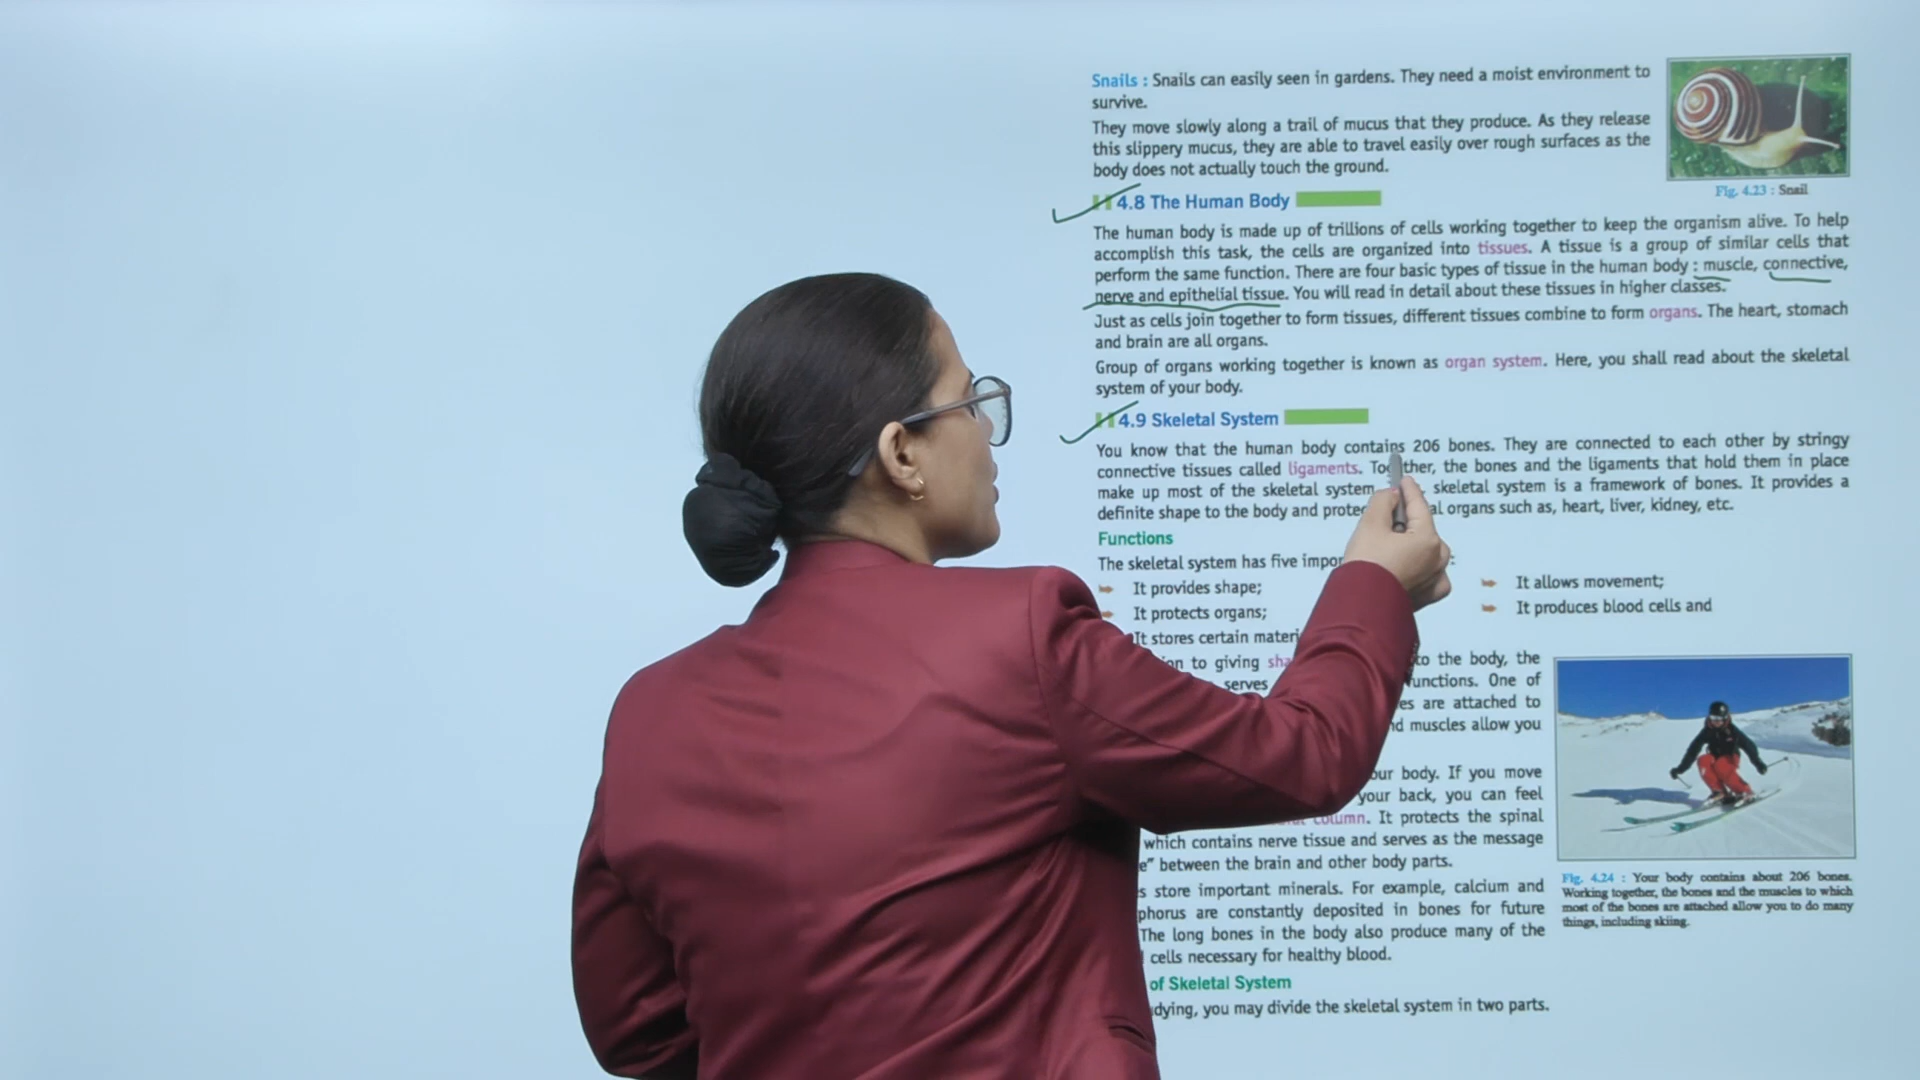 Snails : Snails can easily seen in gardens. They need a moist environment to
survive.
They move slowly along a trail of mucus that they produce. As they release
this slippery mucus, they are able to travel easily over rough surfaces as the
body does not actually touch the ground.
Fig. 4.23 : Snail
4.8 The Human Body
The human body is made up of trillions of cells working together to keep the organism alive. To help
accomplish this task, the cells are organized into tissues. A tissue is a group of similar cells that
perform the same function. There are four basic types of tissue in the human body : muscle, connective,
nerve and epithelial tissue. You will read in detail about these tissues in higher classes.
Just as cells join together to form tissues, different tissues combine to form organs. The heart, stomach
and brain are all organs.
Group of organs working together is known as organ system. Here, you shall read about the skeletal
system of your body.
4.9 Skeletal System
You know that the human body contains 206 bones. They are connected to each other by stringy
connective tissues called ligaments. Together, the bones and the ligaments that hold them in place
make up most of the skeletal system skeletal system is a framework of bones. It provides a
definite shape to the body and organs such as, heart, liver, kidney, etc.
Functions
The skeletal system has five
It provides shape;
It allows movement;
It protects organs;
It produces blood cells and
It stores certain
to giving to the body, the
serves functions. One of
are attached to
muscles allow you
body. If you move
your back, you can feel
column. It protects the spinal
which contains nerve tissue and serves as the message
between the brain and other body parts.
store important minerals. For example, calcium and
are constantly deposited in bones for future
The long bones in the body also produce many of the
cells necessary for healthy blood.
Fig. 4.24 : Your body contains about 206 bones.
Working together, the bones and the muscles to which
most of the bones are attached allow you to do many
things, including skiing.
of Skeletal System
you may divide the skeletal system in two parts.